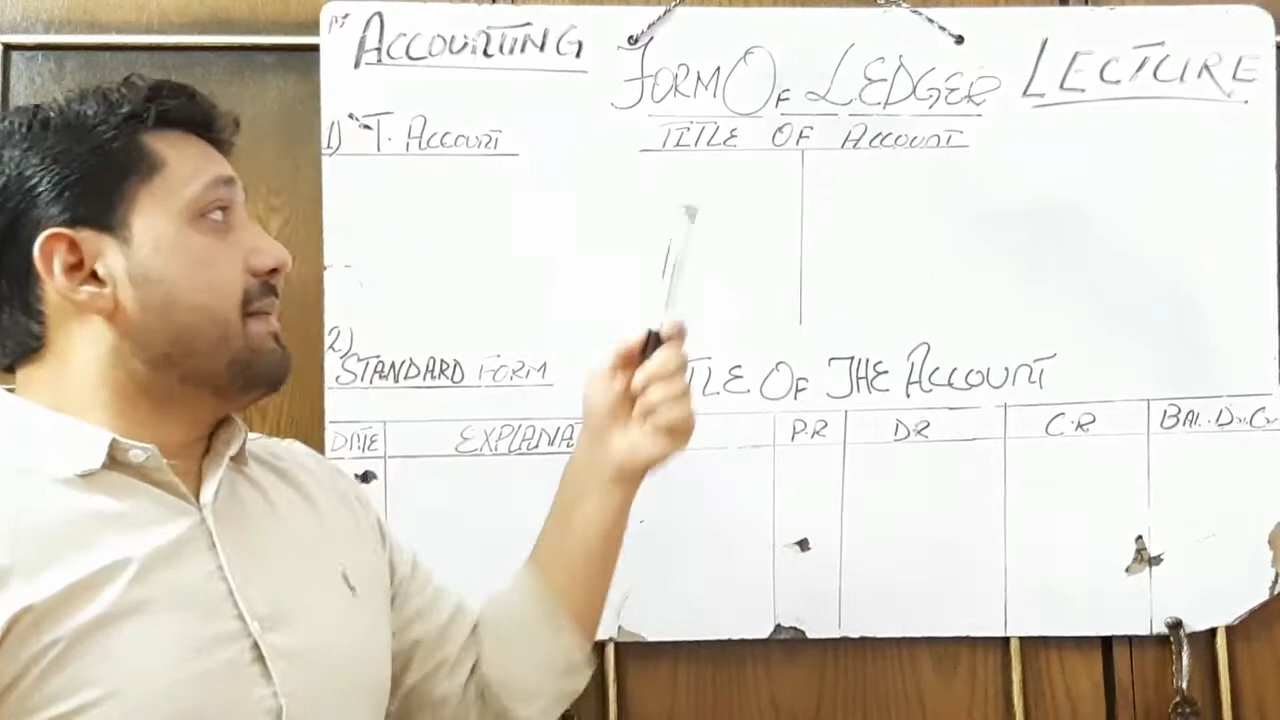 ACCOUNTING FORM OF LEDGER LECTURE
1) T. ACCOUNT
TITLE OF ACCOUNT
2)
STANDARD FORM
TLE OF THE ACCOUNT
DATE EXPLANA P.R DR C.R BAL. Dr. Cr